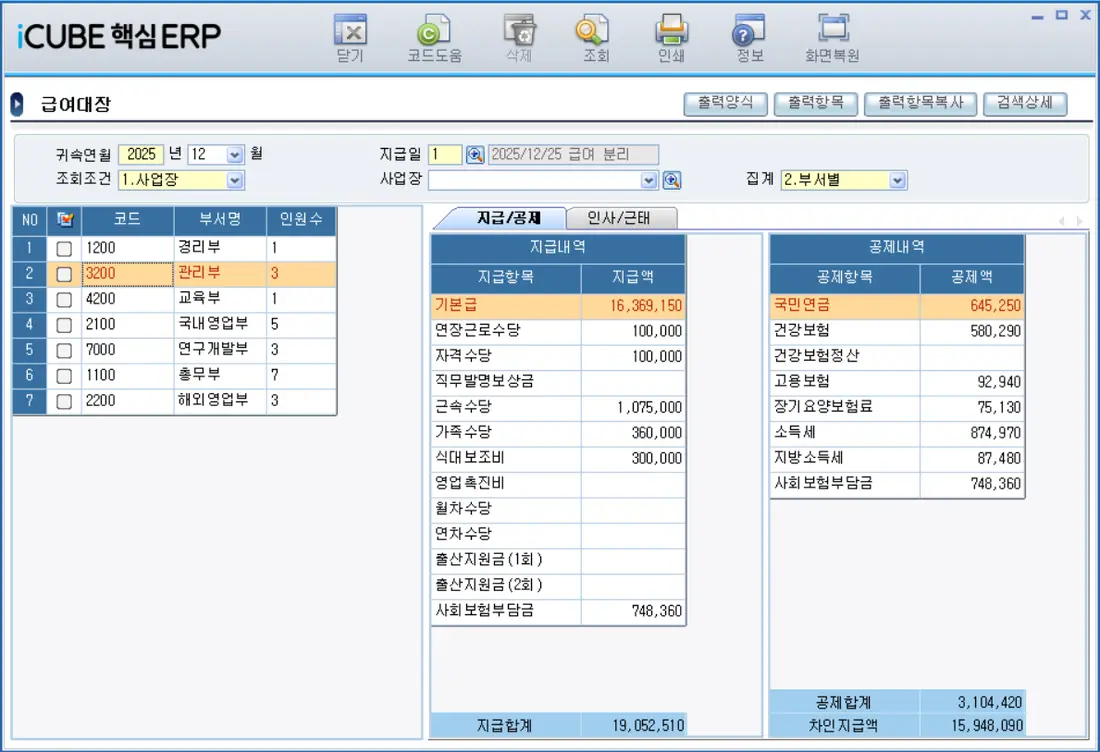 iCUBE 핵심 ERP
닫기 코드도움 삭제 조회 인쇄 정보 화면복원
급여대장
출력양식 출력항목 출력항목복사 검색상세
귀속연월 2025 년 12 월 지급일 1 2025/12/25 급여 분리
조회조건 1.사업장 사업장 집계 2.부서별
NO 코드 부서명 인원수
1 1200 경리부 1
2 3200 관리부 3
3 4200 교육부 1
4 2100 국내영업부 5
5 7000 연구개발부 3
6 1100 총무부 7
7 2200 해외영업부 3
지급/공제 인사/근태
지급내역
지급항목 지급액
기본급 16,369,150
연장근로수당 100,000
자격수당 100,000
직무발명보상금
근속수당 1,075,000
가족수당 360,000
식대보조비 300,000
영업촉진비
월차수당
연차수당
출산지원금(1회)
출산지원금(2회)
사회보험부담금 748,360
지급합계 19,052,510
공제내역
공제항목 공제액
국민연금 645,250
건강보험 580,290
건강보험정산
고용보험 92,940
장기요양보험료 75,130
소득세 874,970
지방소득세 87,480
사회보험부담금 748,360
공제합계 3,104,420
차인지급액 15,948,090